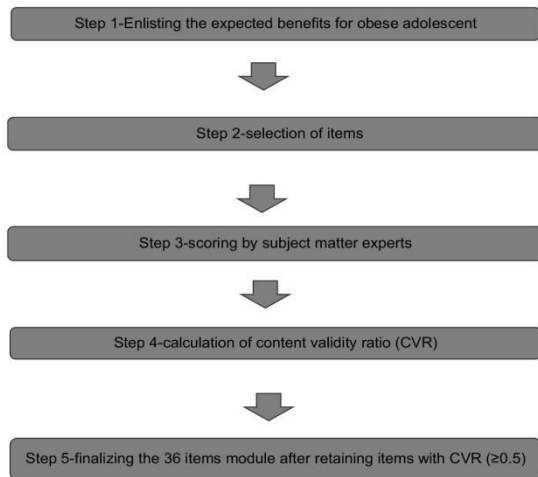 Step 1-Enlisting the expected benefits for obese adolescent
Step 2-selection of items
Step 3-scoring by subject matter experts
Step 4-calculation of content validity ratio (CVR)
Step 5-finalizing the 36 items module after retaining items with CVR (≥0.5)